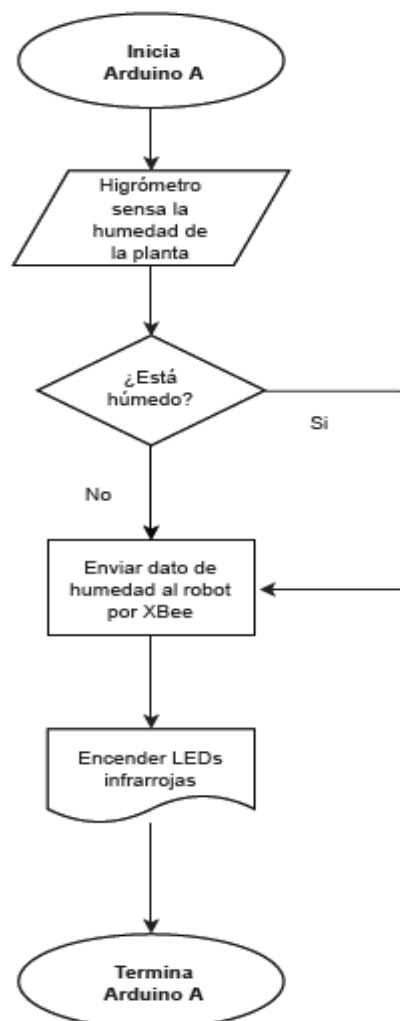 Inicia
Arduino A
Higrómetro
sensa la
humedad de
la planta
¿Está
húmedo?
Si
No
Enviar dato de
humedad al robot
por XBee
Encender LEDs
infrarrojas
Termina
Arduino A